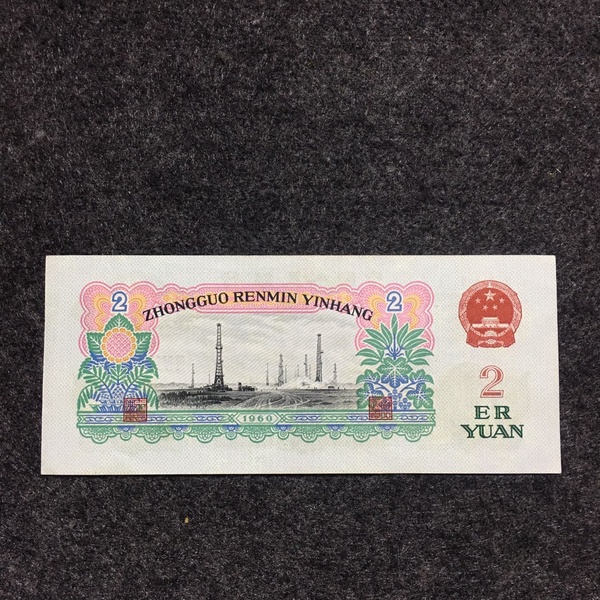 2
2
ZHONGGUO RENMIN YINHANG
1960
2
ER
YUAN